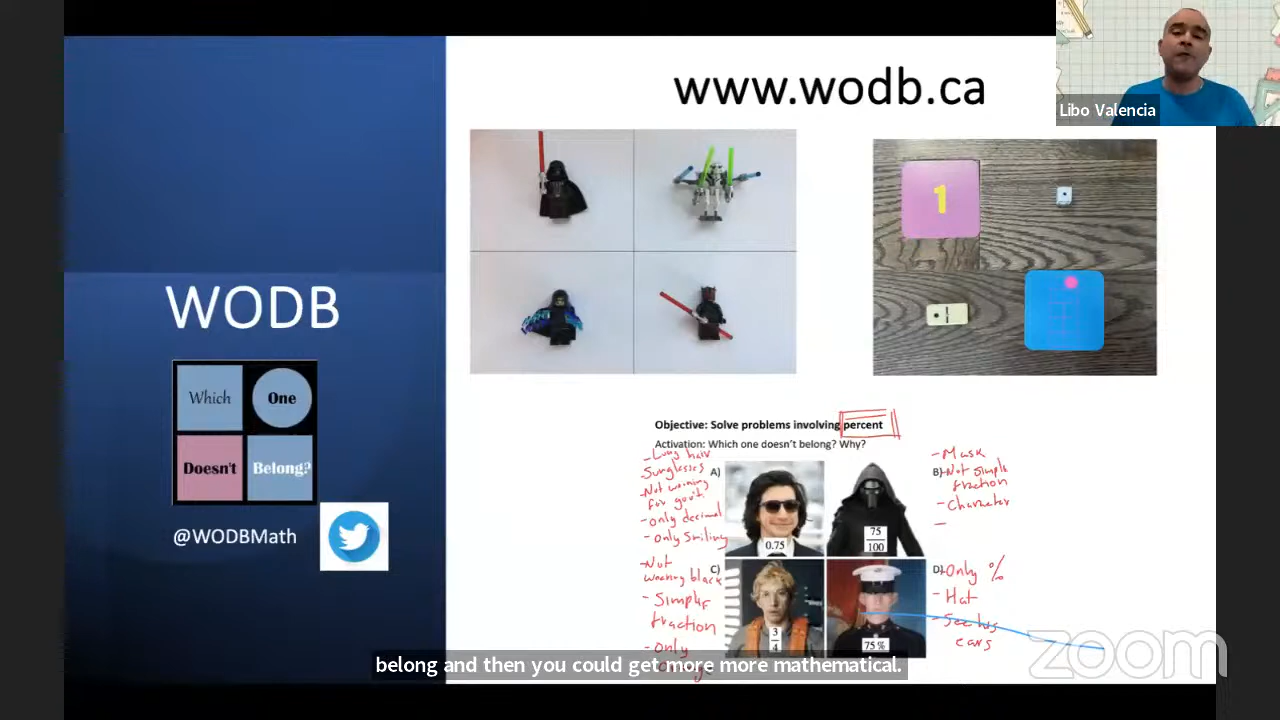 www.wodb.ca
Libo Valencia
1
WODB
Which
One
Doesn't
Belong?
@WODBMath
Objective: Solve problems involving percent
Activation: Which one doesn't belong? Why?
- Long hair
Sunglasses
A)
- Not working
for gov't
- only decimal
- only smiling
0.75
- Mask
B)
- Not simple
fraction
- Character
-
75
100
- Not
wearing black
C)
- Simplif
fraction
- Only
3
4
D)
- Only %
- Hat
- See his
ears
75%
zoom
belong and then you could get more more mathematical.